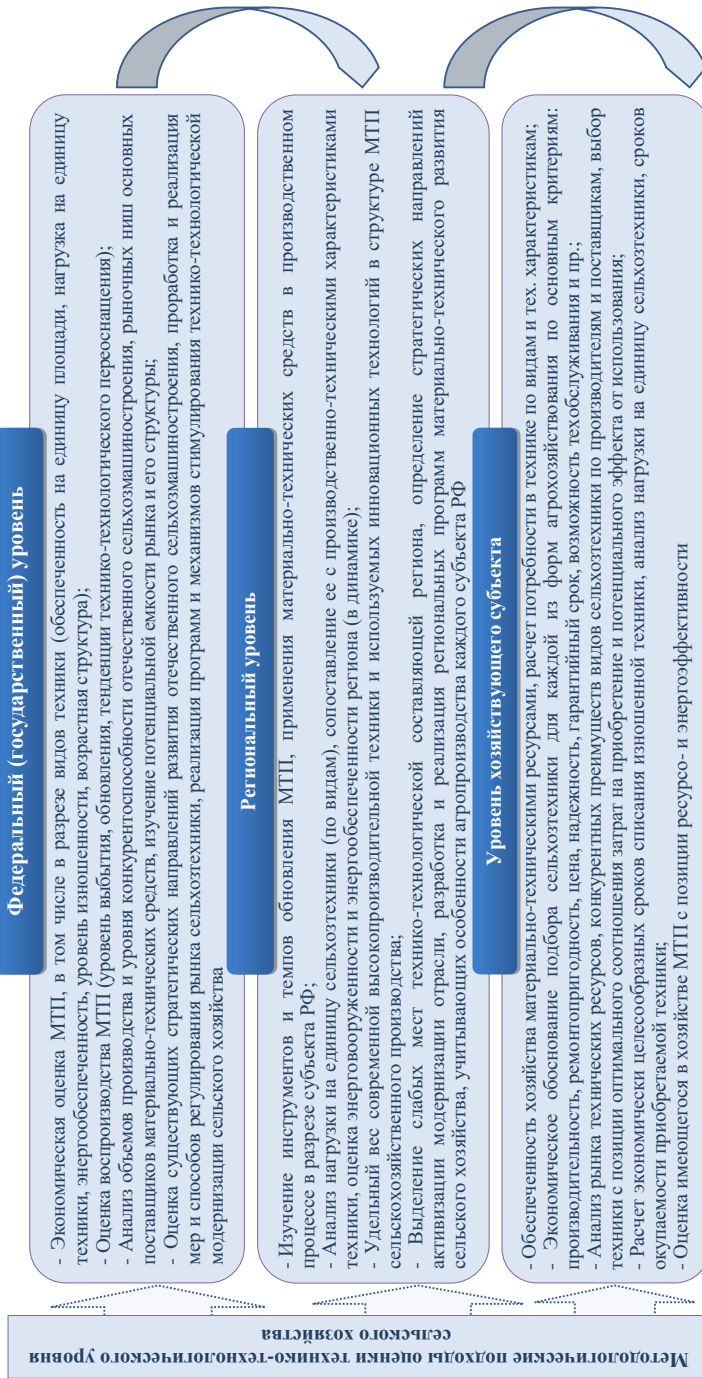 Методологические подходы оценки технико-технологического уровня
сельского хозяйства
Федеральный (государственный) уровень
- Экономическая оценка МТП, в том числе в разрезе видов техники (обеспеченность на единицу площади, нагрузка на единицу
техники, энергообеспеченность, уровень изношенности, возрастная структура);
- Оценка воспроизводства МТП (уровень выбытия, обновления, тенденции технико-технологического переоснащения);
- Анализ объемов производства и уровня конкурентоспособности отечественного сельхозмашиностроения, рыночных ниш основных
поставщиков материально-технических средств, изучение потенциальной емкости рынка и его структуры;
- Оценка существующих стратегических направлений развития отечественного сельхозмашиностроения, проработка и реализация
мер и способов регулирования рынка сельхозтехники, реализация программ и механизмов стимулирования технико-технологической
модернизации сельского хозяйства
Региональный уровень
- Изучение инструментов и темпов обновления МТП, применения материально-технических средств в производственном
процессе в разрезе субъекта РФ;
- Анализ нагрузки на единицу сельхозтехники (по видам), сопоставление ее с производственно-техническими характеристиками
техники, оценка энерговооруженности и энергообеспеченности региона (в динамике);
- Удельный вес современной высокопроизводительной техники и используемых инновационных технологий в структуре МТП
сельскохозяйственного производства;
- Выделение слабых мест технико-технологической составляющей региона, определение стратегических направлений
активизации модернизации отрасли, разработка и реализация региональных программ материально-технического развития
сельского хозяйства, учитывающих особенности агропроизводства каждого субъекта РФ
Уровень хозяйствующего субъекта
- Обеспеченность хозяйства материально-техническими ресурсами, расчет потребности в технике по видам и тех. характеристикам;
- Экономическое обоснование подбора сельхозтехники для каждой из форм агрохозяйствования по основным критериям:
производительность, ремонтопригодность, цена, надежность, гарантийный срок, возможность техобслуживания и пр.;
- Анализ рынка технических ресурсов, конкурентных преимуществ видов сельхозтехники по производителям и поставщикам, выбор
техники с позиции оптимального соотношения затрат на приобретение и потенциального эффекта от использования;
- Расчет экономически целесообразных сроков списания изношенной техники, анализ нагрузки на единицу сельхозтехники, сроков
окупаемости приобретаемой техники;
- Оценка имеющегося в хозяйстве МТП с позиции ресурсо- и энергоэффективности